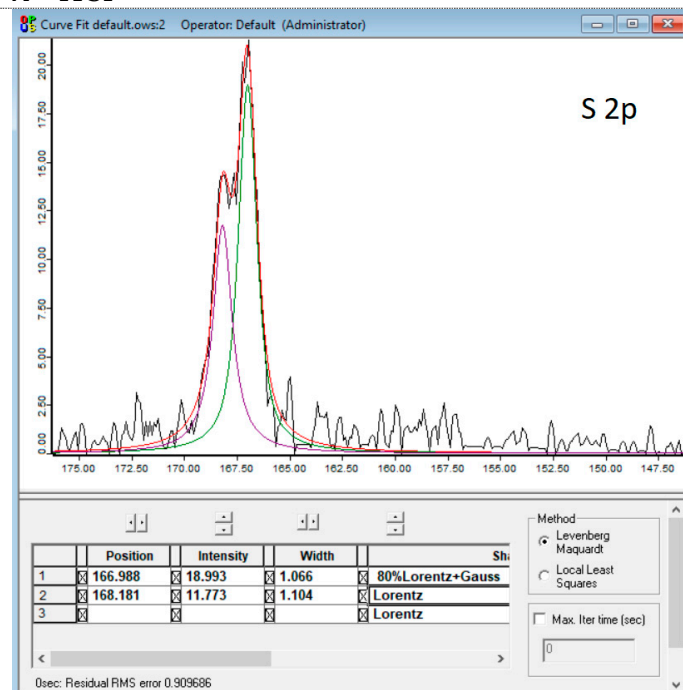 Curve Fit default.ows:2 Operator: Default (Administrator)
S 2p
20.00
17.50
15.00
12.50
10.00
7.50
5.00
2.50
0.00
175.00 172.50 170.00 167.50 165.00 162.50 160.00 157.50 155.00 152.50 150.00 147.50
Position Intensity Width Sha
1 166.988 18.993 1.066 80%Lorentz+Gauss
2 168.181 11.773 1.104 Lorentz
3 Lorentz
Method
Levenberg
Maquardt
Local Least
Squares
Max. Iter time (sec)
0
0sec: Residual RMS error 0.909686